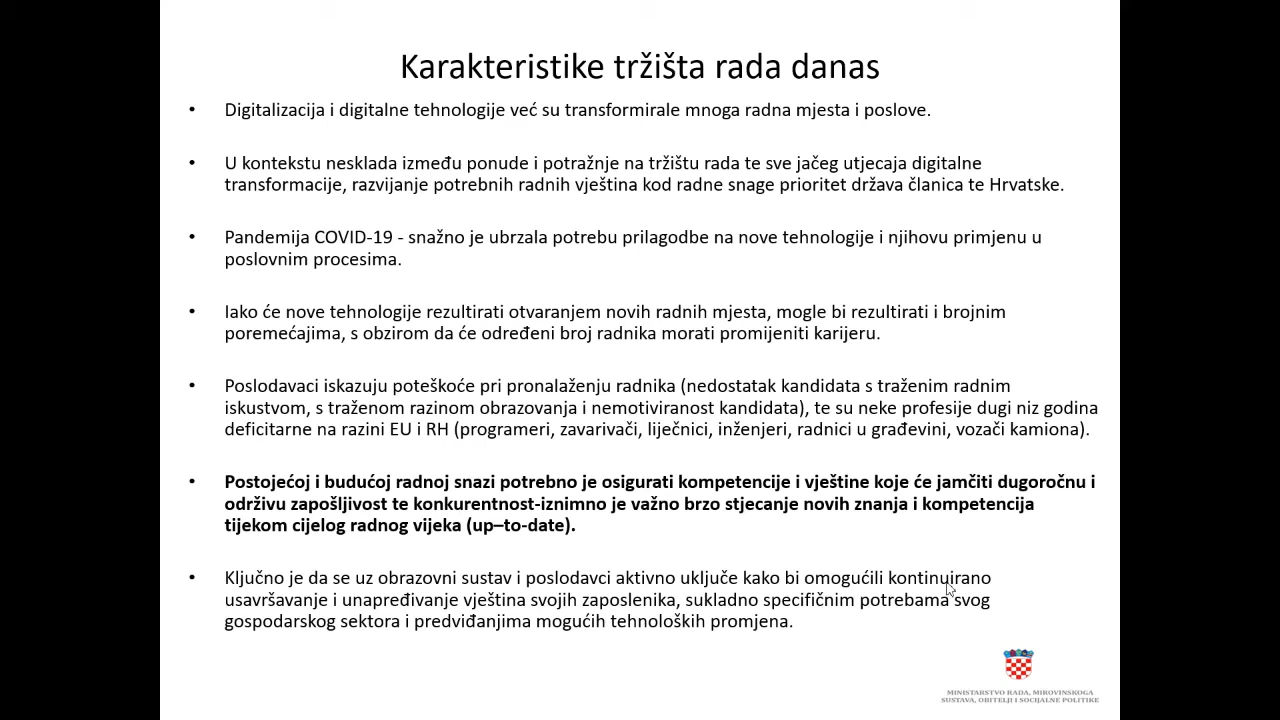 Karakteristike tržišta rada danas
• Digitalizacija i digitalne tehnologije već su transformirale mnoga radna mjesta i poslove.
• U kontekstu nesklada između ponude i potražnje na tržištu rada te sve jačeg utjecaja digitalne
transformacije, razvijanje potrebnih radnih vještina kod radne snage prioritet država članica te Hrvatske.
• Pandemija COVID-19 - snažno je ubrzala potrebu prilagodbe na nove tehnologije i njihovu primjenu u
poslovnim procesima.
• Iako će nove tehnologije rezultirati otvaranjem novih radnih mjesta, mogle bi rezultirati i brojnim
poremećajima, s obzirom da će određeni broj radnika morati promijeniti karijeru.
• Poslodavaci iskazuju poteškoće pri pronalaženju radnika (nedostatak kandidata s traženim radnim
iskustvom, s traženom razinom obrazovanja i nemotiviranost kandidata), te su neke profesije dugi niz godina
deficitarne na razini EU i RH (programeri, zavarivači, liječnici, inženjeri, radnici u građevini, vozači kamiona).
• Postojećoj i budućoj radnoj snazi potrebno je osigurati kompetencije i vještine koje će jamčiti dugoročnu i
održivu zapošljivost te konkurentnost-iznimno je važno brzo stjecanje novih znanja i kompetencija
tijekom cijelog radnog vijeka (up–to-date).
• Ključno je da se uz obrazovni sustav i poslodavci aktivno uključe kako bi omogućili kontinuirano
usavršavanje i unapređivanje vještina svojih zaposlenika, sukladno specifičnim potrebama svog
gospodarskog sektora i predviđanjima mogućih tehnoloških promjena.
MINISTARSTVO RADA, MIROVINSKOGA
SUSTAVA, OBITELJI I SOCIJALNE POLITIKE